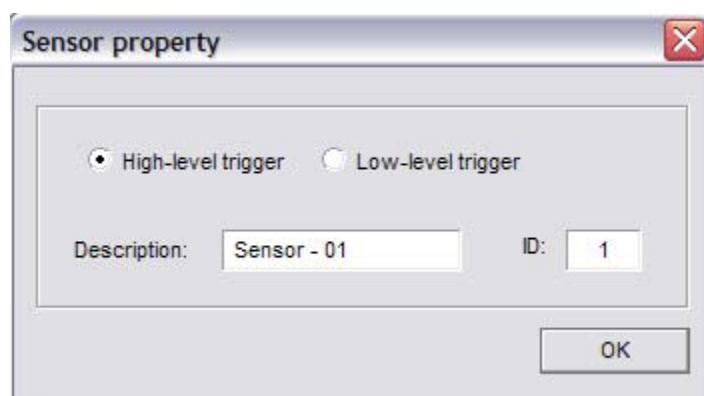 Sensor property
High-level trigger Low-level trigger
Description: Sensor - 01 ID: 1
OK